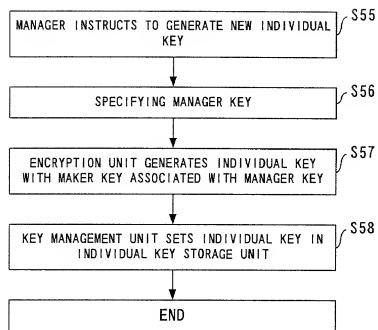 MANAGER INSTRUCTS TO GENERATE NEW INDIVIDUAL
KEY
S55
SPECIFYING MANAGER KEY
S56
ENCRYPTION UNIT GENERATES INDIVIDUAL KEY
WITH MAKER KEY ASSOCIATED WITH MANAGER KEY
S57
KEY MANAGEMENT UNIT SETS INDIVIDUAL KEY IN
INDIVIDUAL KEY STORAGE UNIT
S58
END